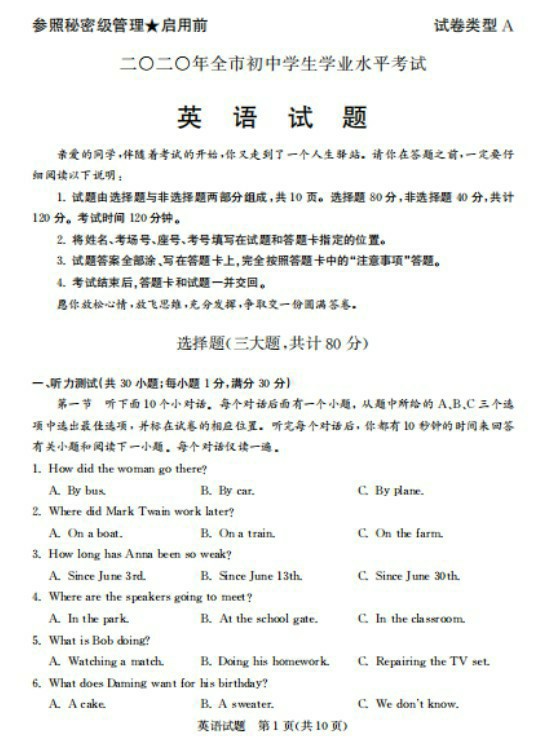 参照秘密级管理★启用前 试卷类型 A
二〇二〇年全市初中学生学业水平考试
英 语 试 题
亲爱的同学,伴随着考试的开始,你又走到了一个人生驿站。请你在答题之前,一定要仔
细阅读以下说明:
1. 试题由选择题与非选择题两部分组成,共 10 页。选择题 80 分,非选择题 40 分,共计
120 分。考试时间 120 分钟。
2. 将姓名、考场号、座号、考号填写在试题和答题卡指定的位置。
3. 试题答案全部涂、写在答题卡上,完全按照答题卡中的“注意事项”答题。
4. 考试结束后,答题卡和试题一并交回。
愿你放松心情,放飞思维,充分发挥,争取交一份圆满答卷。
选择题(三大题,共计 80 分)
一、听力测试(共 30 小题;每小题 1 分,满分 30 分)
第一节 听下面 10 个小对话。每个对话后面有一个小题,从题中所给的 A、B、C 三个选
项中选出最佳选项,并标在试卷的相应位置。听完每个对话后,你都有 10 秒钟的时间来回答
有关小题和阅读下一小题。每个对话仅读一遍。
1. How did the woman go there?
A. By bus. B. By car. C. By plane.
2. Where did Mark Twain work later?
A. On a boat. B. On a train. C. On the farm.
3. How long has Anna been so weak?
A. Since June 3rd. B. Since June 13th. C. Since June 30th.
4. Where are the speakers going to meet?
A. In the park. B. At the school gate. C. In the classroom.
5. What is Bob doing?
A. Watching a match. B. Doing his homework. C. Repairing the TV set.
6. What does Daming want for his birthday?
A. A cake. B. A sweater. C. We don't know.
英语试题 第 1 页(共 10 页)